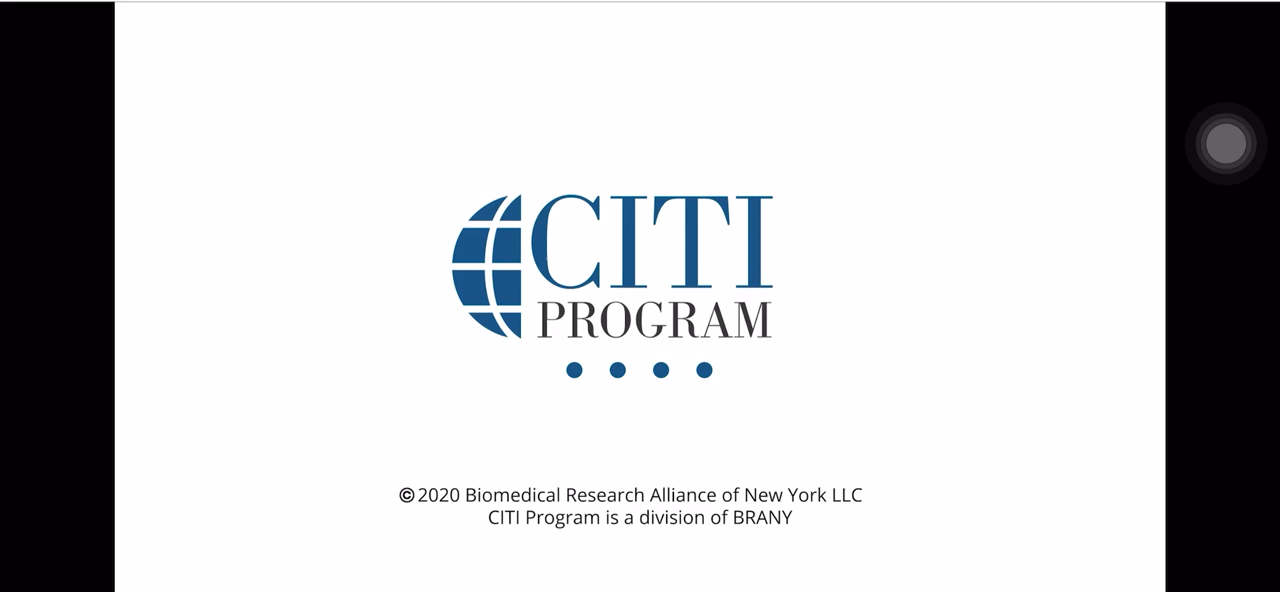 CITI
PROGRAM
©2020 Biomedical Research Alliance of New York LLC
CITI Program is a division of BRANY